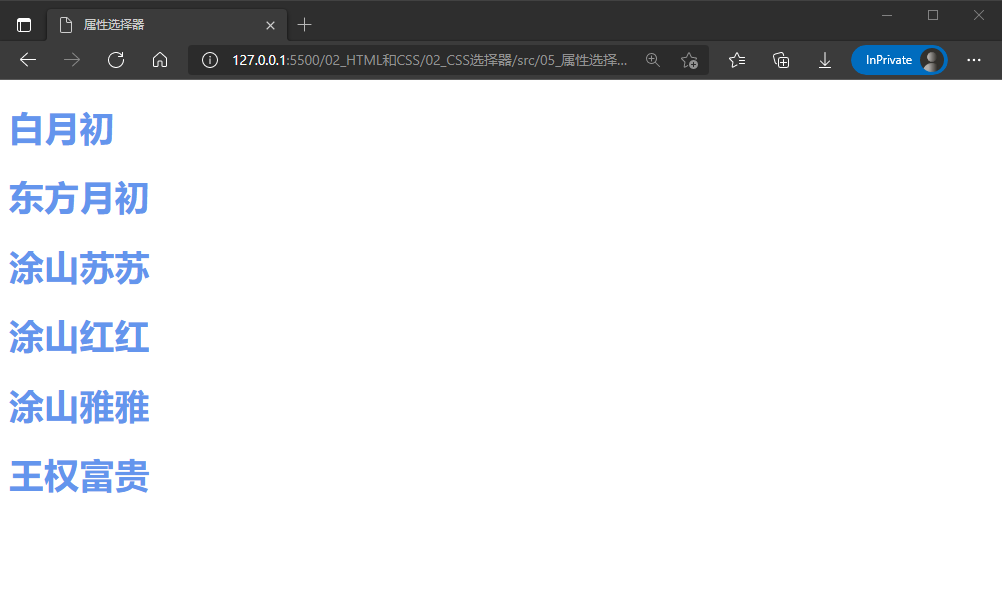 属性选择器
127.0.0.1:5500/02_HTML和CSS/02_CSS选择器/src/05_属性选择...
InPrivate
白月初
东方月初
涂山苏苏
涂山红红
涂山雅雅
王权富贵